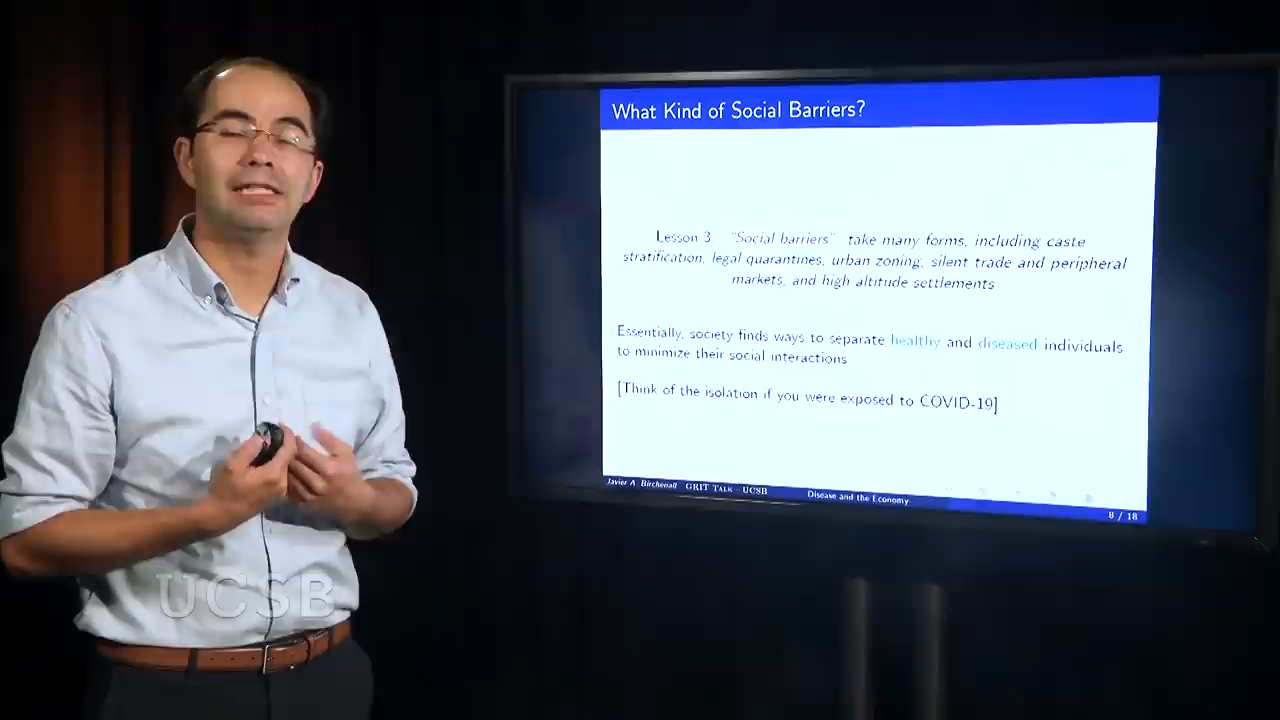 What Kind of Social Barriers?
Lesson 3 "Social barriers" take many forms, including caste
stratification, legal quarantines, urban zoning, silent trade and peripheral
markets, and high altitude settlements
Essentially, society finds ways to separate healthy and diseased individuals
to minimize their social interactions
[Think of the isolation if you were exposed to COVID-19]
Javier A. Birchenall GRIT Talk - UCSB Disease and the Economy
8 / 18
UCSB